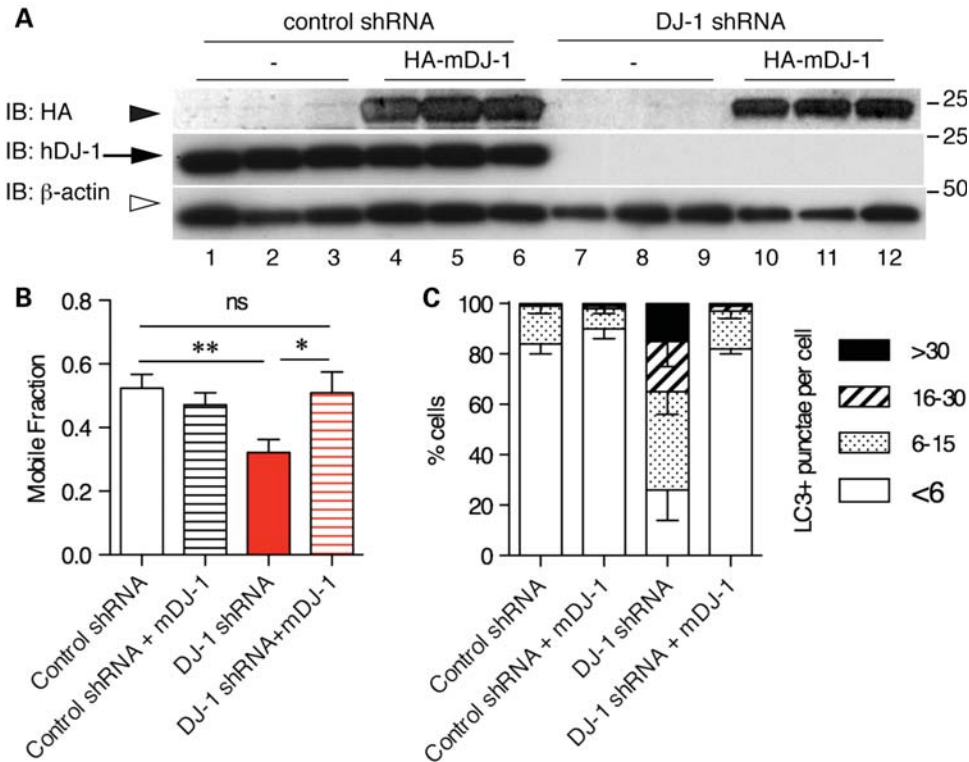 A
control shRNA
DJ-1 shRNA
-
HA-mDJ-1
-
HA-mDJ-1
IB: HA
-25
IB: hDJ-1
-25
IB: β-actin
-50
1 2 3 4 5 6 7 8 9 10 11 12
B
Mobile Fraction
0.8
0.6
0.4
0.2
0.0
ns
**
*
Control shRNA
Control shRNA + mDJ-1
DJ-1 shRNA
DJ-1 shRNA+mDJ-1
C
% cells
100
80
60
40
20
0
Control shRNA
Control shRNA + mDJ-1
DJ-1 shRNA
DJ-1 shRNA + mDJ-1
LC3+ punctae per cell
>30
16-30
6-15
<6